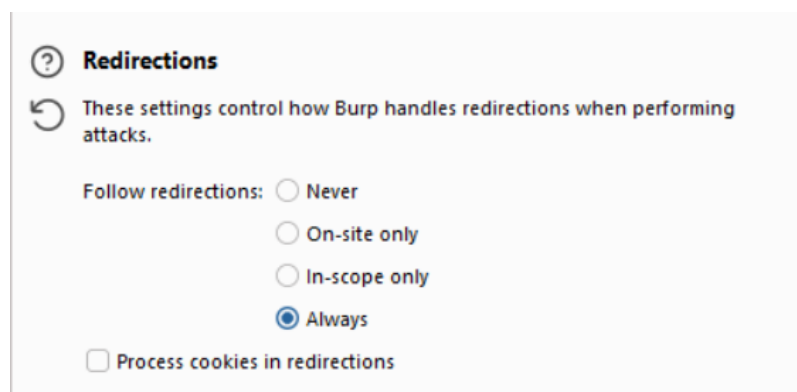 Redirections
These settings control how Burp handles redirections when performing
attacks.
Follow redirections: Never
On-site only
In-scope only
Always
Process cookies in redirections